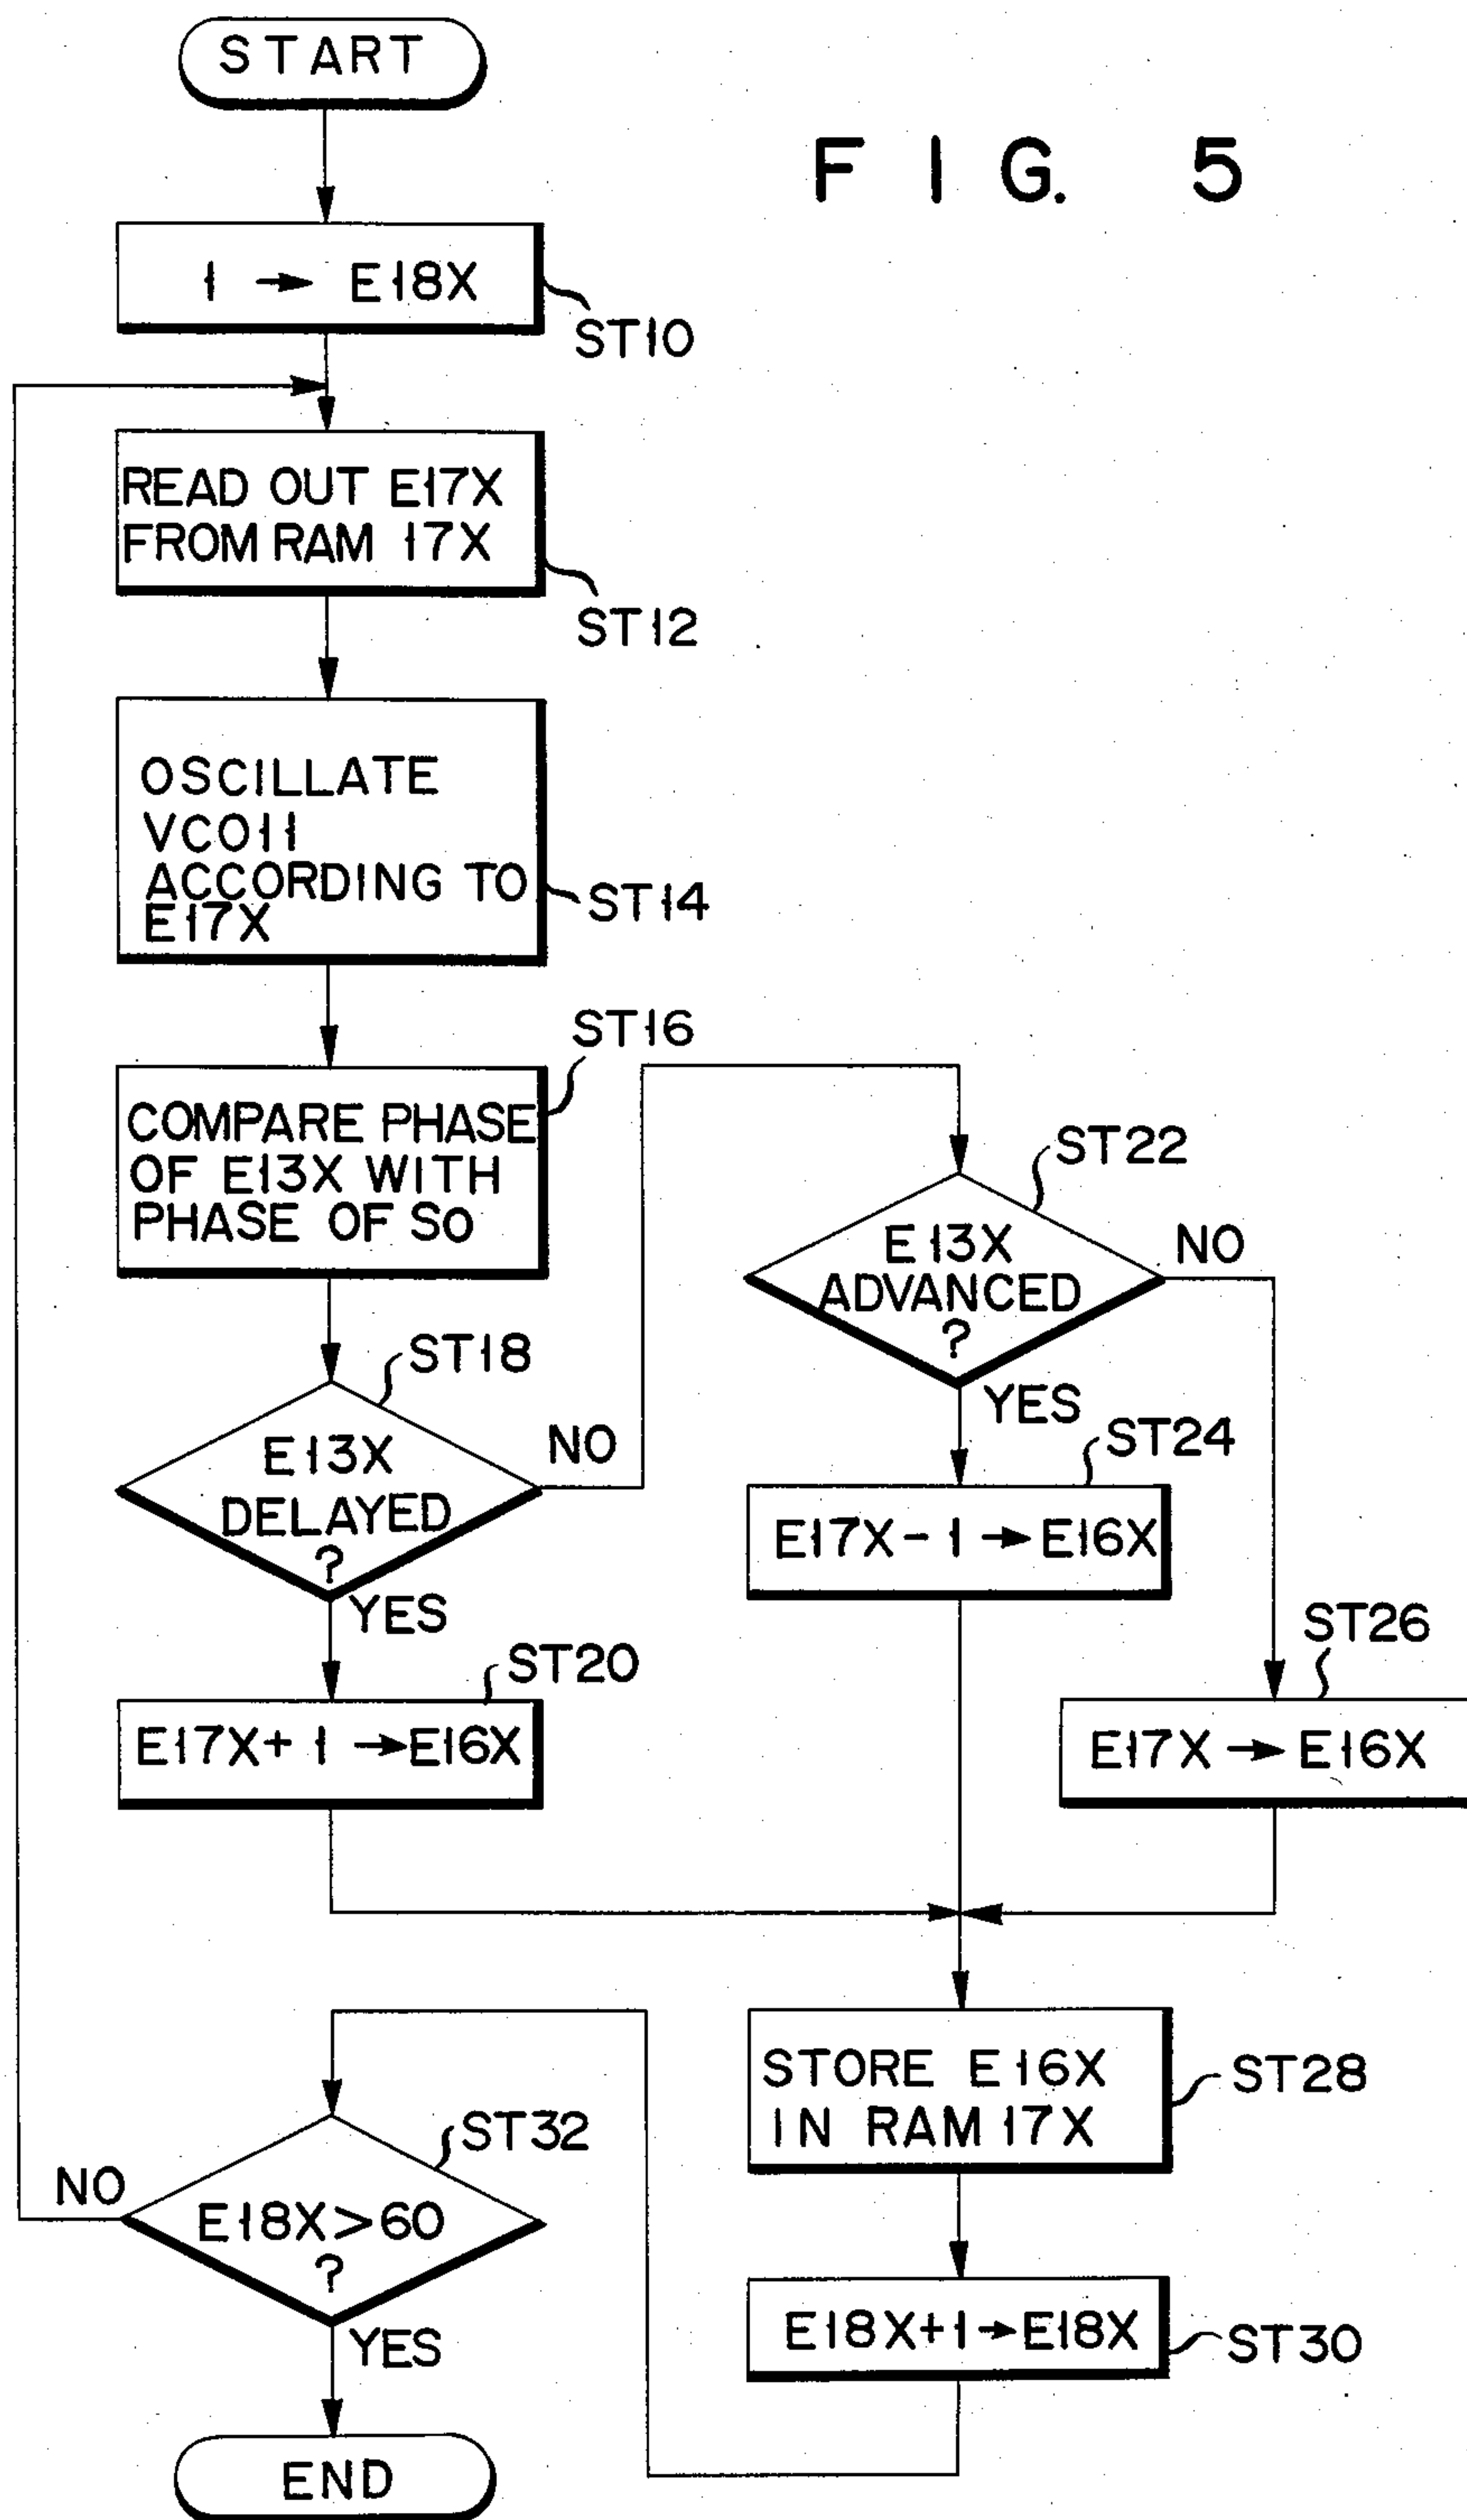 START
FIG. 5
1 → E18X
ST10
READ OUT E17X
FROM RAM 17X
ST12
OSCILLATE
VCO11
ACCORDING TO
E17X
ST14
ST16
COMPARE PHASE
OF E13X WITH
PHASE OF SO
ST22
E13X
ADVANCED
?
NO
YES
ST18
E13X
DELAYED
?
NO
YES
ST24
E17X - 1 → E16X
ST26
E17X → E16X
ST20
E17X + 1 → E16X
STORE E16X
IN RAM 17X
ST28
ST32
NO
E18X>60
?
YES
E18X+1→E18X
ST30
END